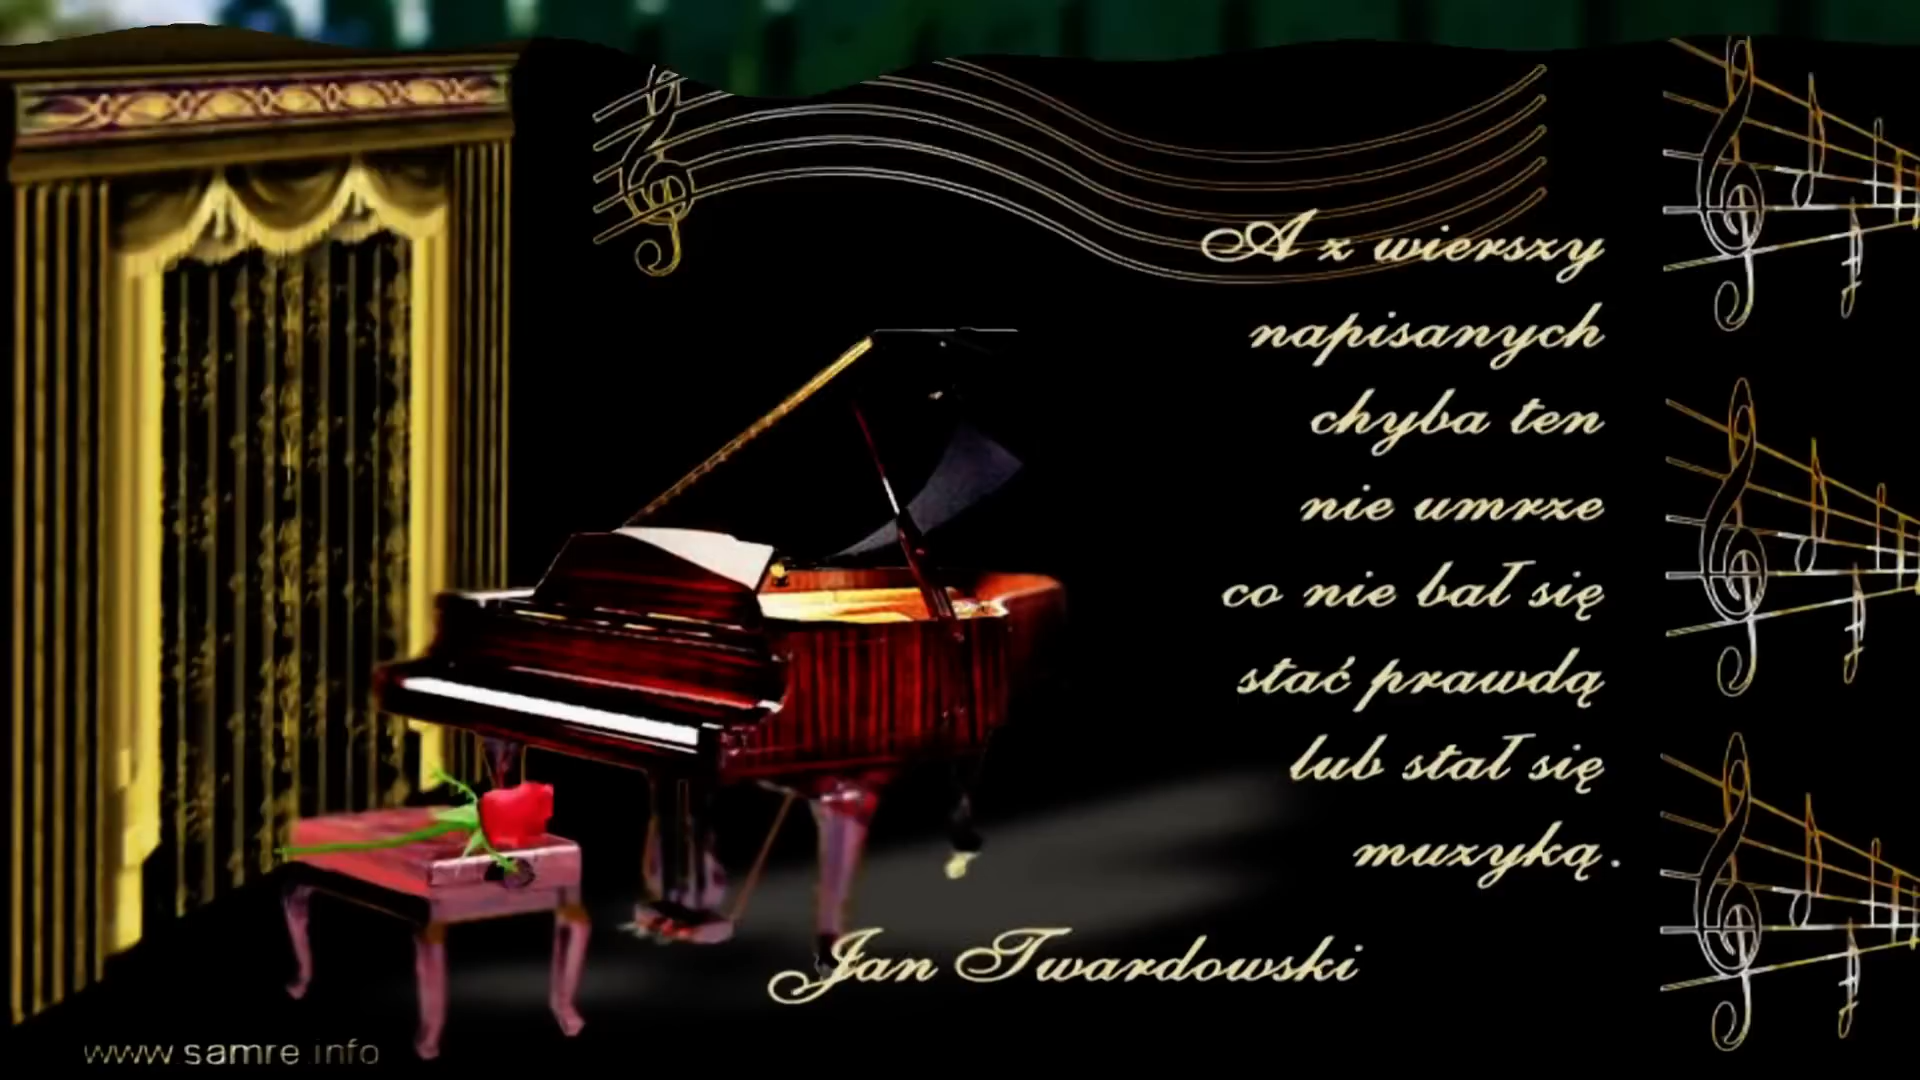 A z wierszy
napisanych
chyba ten
nie umrze
co nie bał się
stać prawdą
lub stał się
muzyką.
Jan Twardowski
www.samre.info